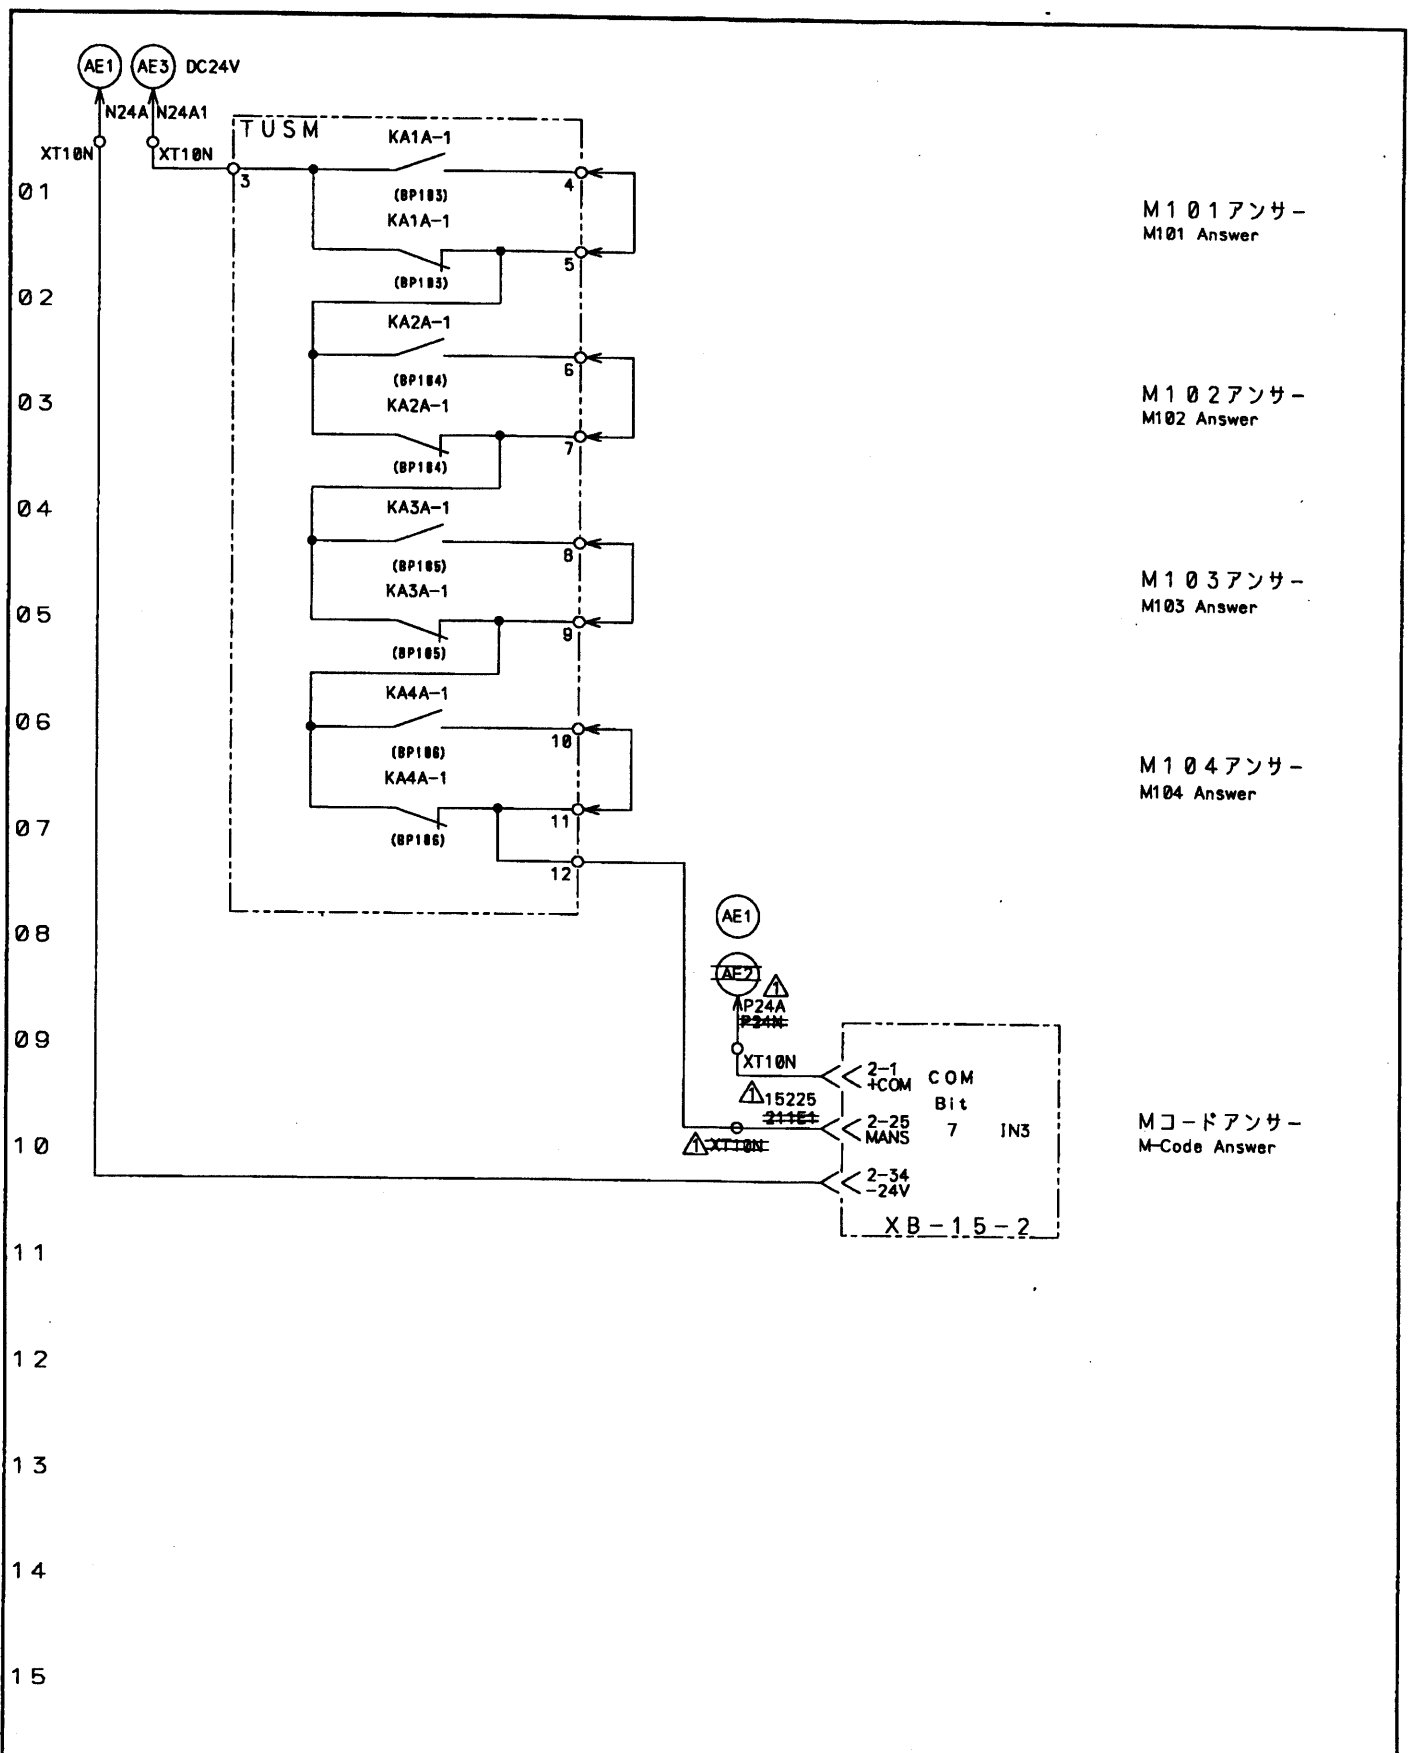 AE1 AE3 DC24V
N24A N24A1
XT10N XT10N
TUSM
KA1A-1
3
4
01
(BP103)
KA1A-1
M101アンサー
M101 Answer
5
(BP103)
02
KA2A-1
6
(BP104)
03
KA2A-1
M102アンサー
M102 Answer
7
(BP104)
04
KA3A-1
8
(BP105)
KA3A-1
M103アンサー
M103 Answer
05
9
(BP105)
KA4A-1
06
10
(BP106)
KA4A-1
M104アンサー
M104 Answer
07
11
(BP106)
12
AE1
08
AE2
1
P24A
P24N
09
XT10N
2-1
+COM
COM
1
15225
211E1
Bit
2-25
MANS
7
IN3
Mコードアンサー
M-Code Answer
10
1
XT10N
2-34
-24V
XB-15-2
11
12
13
14
15